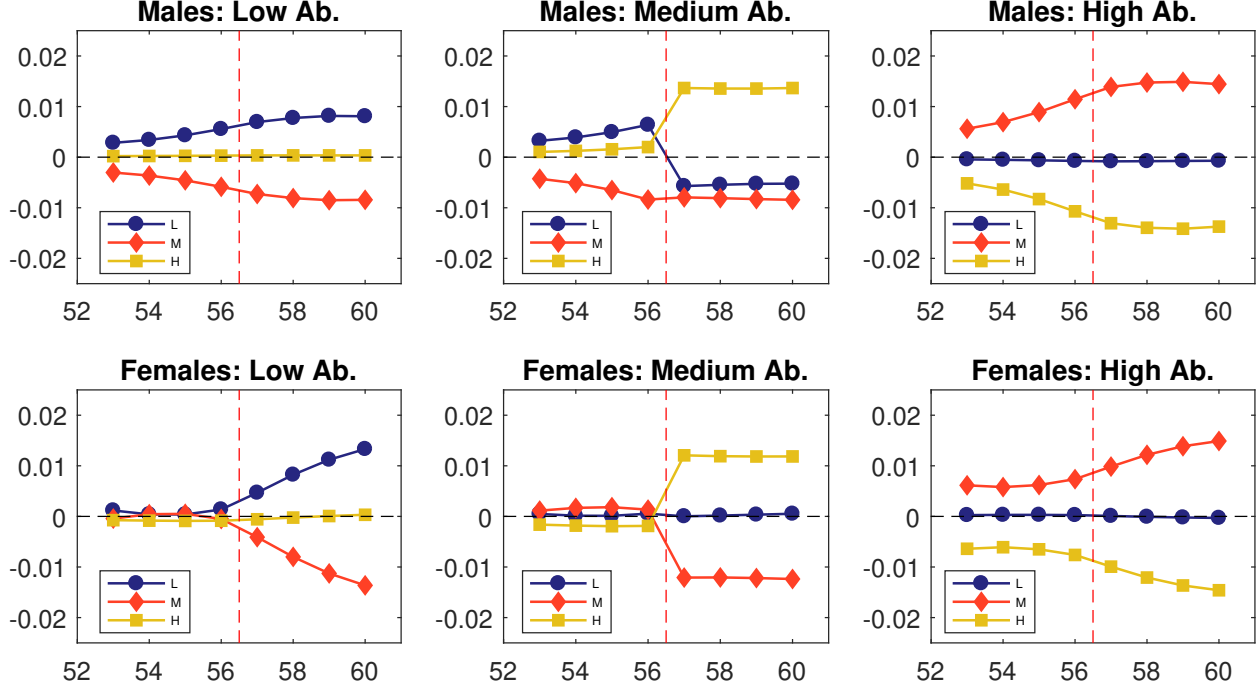 Males: Low Ab.
0.02
0.01
0
-0.01
-0.02
L
M
H
52 54 56 58 60
Males: Medium Ab.
0.02
0.01
0
-0.01
-0.02
L
M
H
52 54 56 58 60
Males: High Ab.
0.02
0.01
0
-0.01
-0.02
L
M
H
52 54 56 58 60
Females: Low Ab.
0.02
0.01
0
-0.01
-0.02
L
M
H
52 54 56 58 60
Females: Medium Ab.
0.02
0.01
0
-0.01
-0.02
L
M
H
52 54 56 58 60
Females: High Ab.
0.02
0.01
0
-0.01
-0.02
L
M
H
52 54 56 58 60